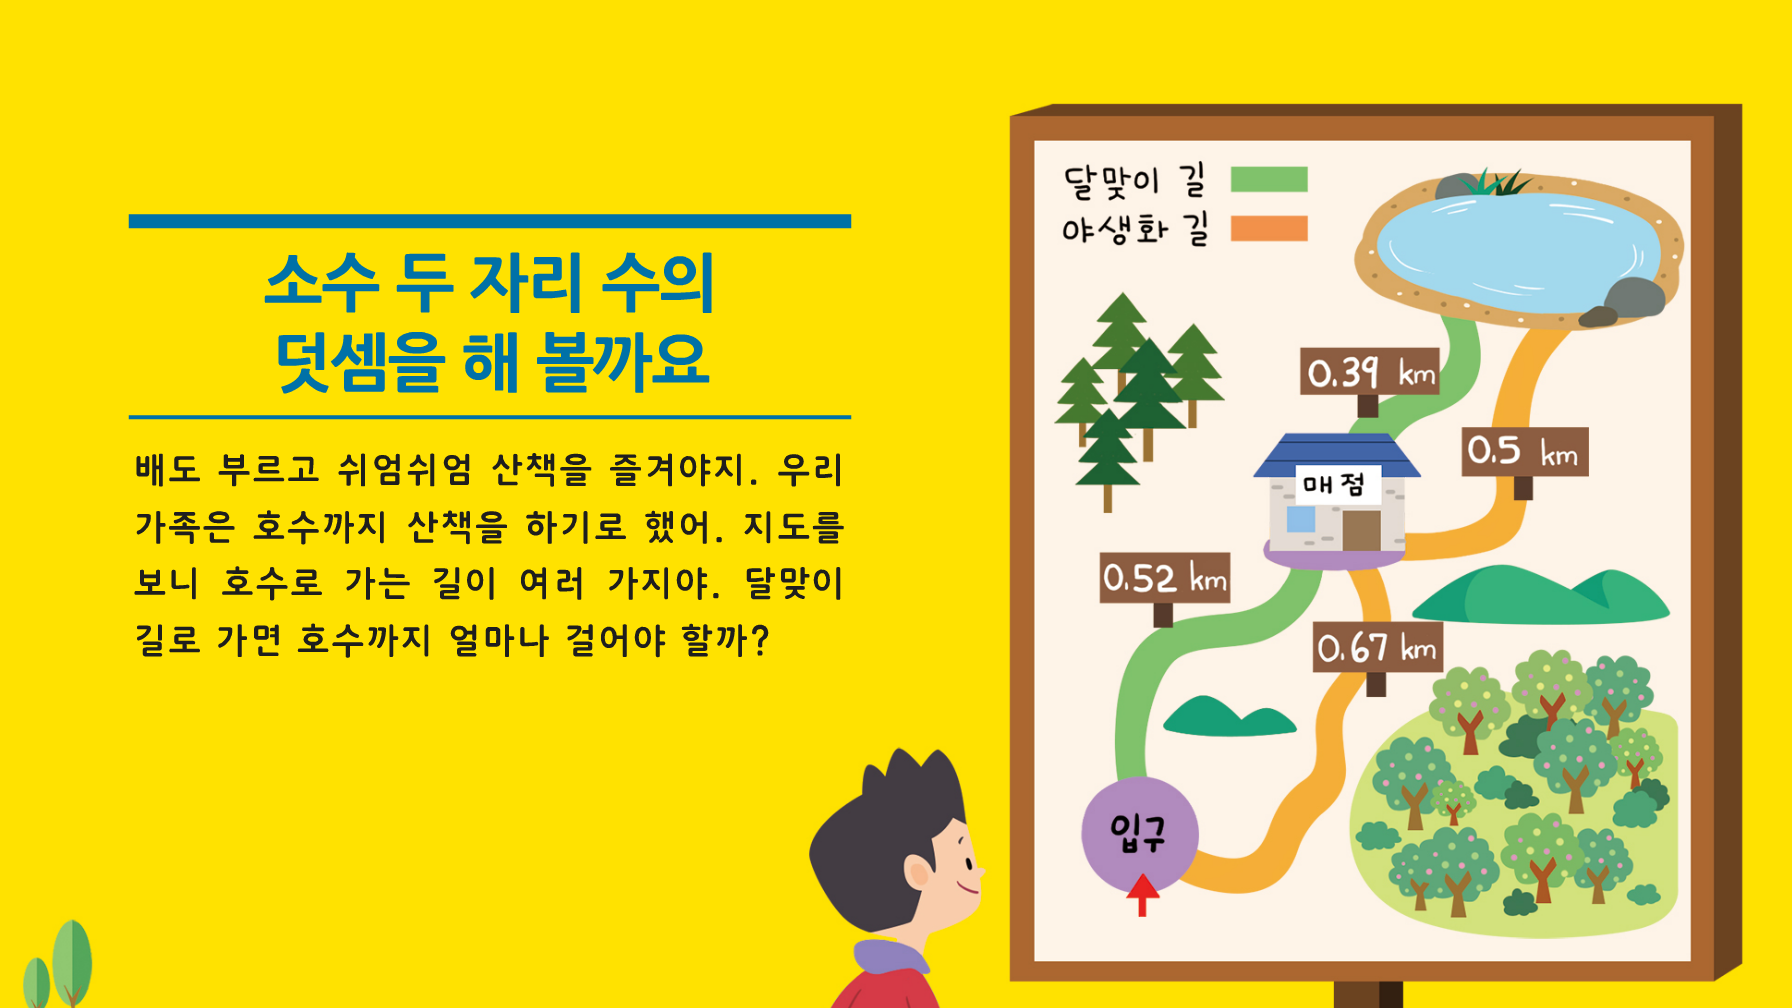 소수 두 자리 수의
덧셈을 해 볼까요
배도 부르고 쉬엄쉬엄 산책을 즐겨야지. 우리
가족은 호수까지 산책을 하기로 했어. 지도를
보니 호수로 가는 길이 여러 가지야. 달맞이
길로 가면 호수까지 얼마나 걸어야 할까?
달맞이 길
야생화 길
0.39 km
0.5 km
매점
0.52 km
0.67 km
입구